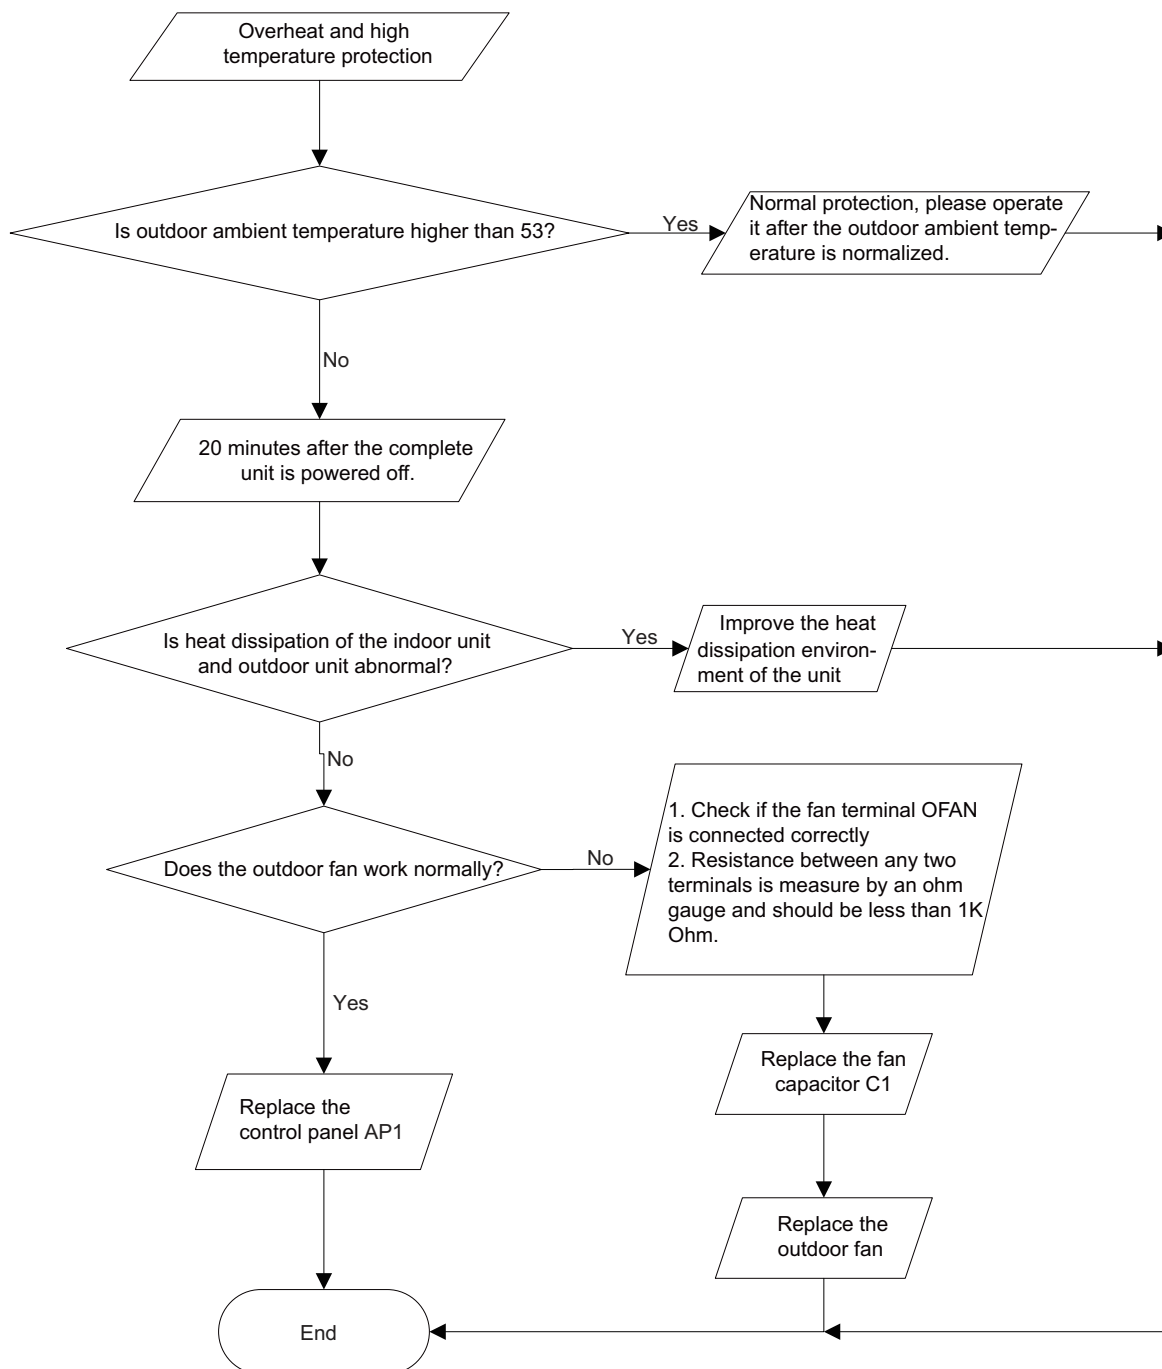 Overheat and high
temperature protection
Is outdoor ambient temperature higher than 53?
Yes
Normal protection, please operate
it after the outdoor ambient temp-
erature is normalized.
No
20 minutes after the complete
unit is powered off.
Is heat dissipation of the indoor unit
and outdoor unit abnormal?
Yes
Improve the heat
dissipation environ-
ment of the unit
No
Does the outdoor fan work normally?
No
1. Check if the fan terminal OFAN
is connected correctly
2. Resistance between any two
terminals is measure by an ohm
gauge and should be less than 1K
Ohm.
Yes
Replace the fan
capacitor C1
Replace the
control panel AP1
Replace the
outdoor fan
End